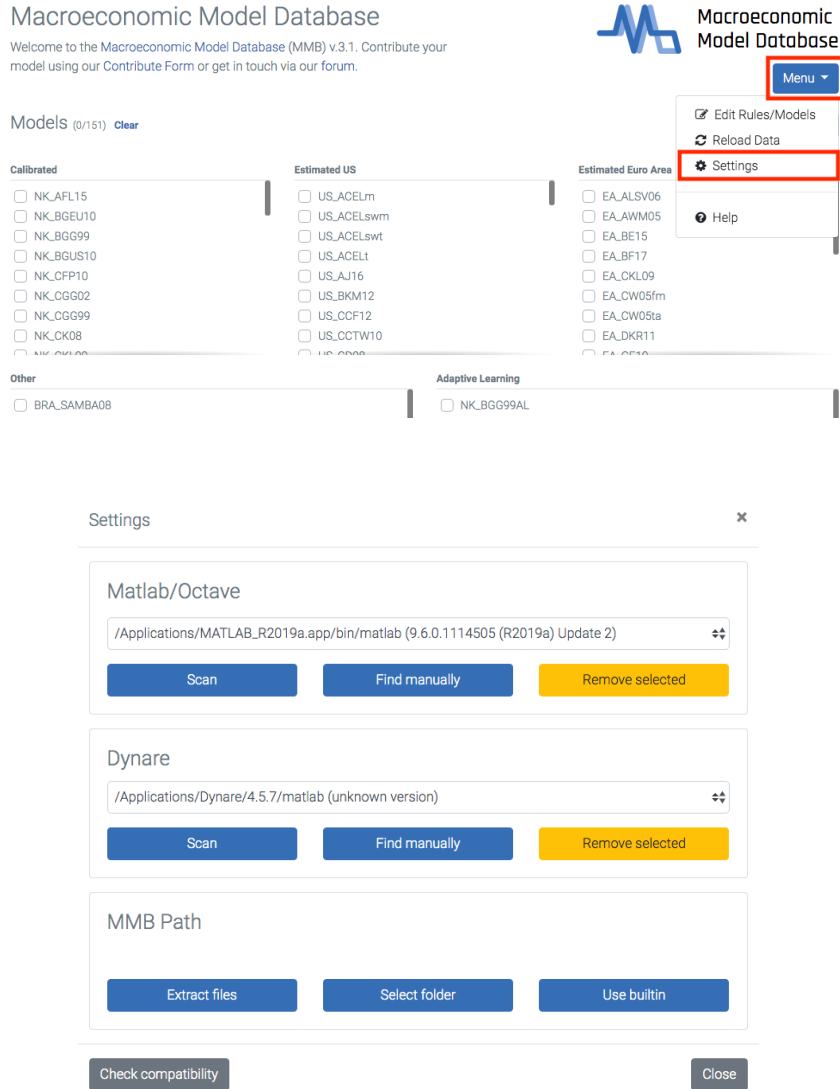 Macroeconomic Model Database
Welcome to the Macroeconomic Model Database (MMB) v.3.1. Contribute your
model using our Contribute Form or get in touch via our forum.
Macroeconomic
Model Database
Menu
Edit Rules/Models
Reload Data
Settings
Help
Models (0/151) Clear
Calibrated
NK_AFL15
NK_BGEU10
NK_BGG99
NK_BGUS10
NK_CFP10
NK_CGG02
NK_CGG99
NK_CK08
Estimated US
US_ACELm
US_ACELswm
US_ACELswt
US_ACELt
US_AJ16
US_BKM12
US_CCF12
US_CCTW10
Estimated Euro Area
EA_ALSV06
EA_AWM05
EA_BE15
EA_BF17
EA_CKL09
EA_CW05fm
EA_CW05ta
EA_DKR11
Other
BRA_SAMBA08
Adaptive Learning
NK_BGG99AL
Settings
Matlab/Octave
/Applications/MATLAB_R2019a.app/bin/matlab (9.6.0.1114505 (R2019a) Update 2)
Scan Find manually Remove selected
Dynare
/Applications/Dynare/4.5.7/matlab (unknown version)
Scan Find manually Remove selected
MMB Path
Extract files Select folder Use builtin
Check compatibility Close